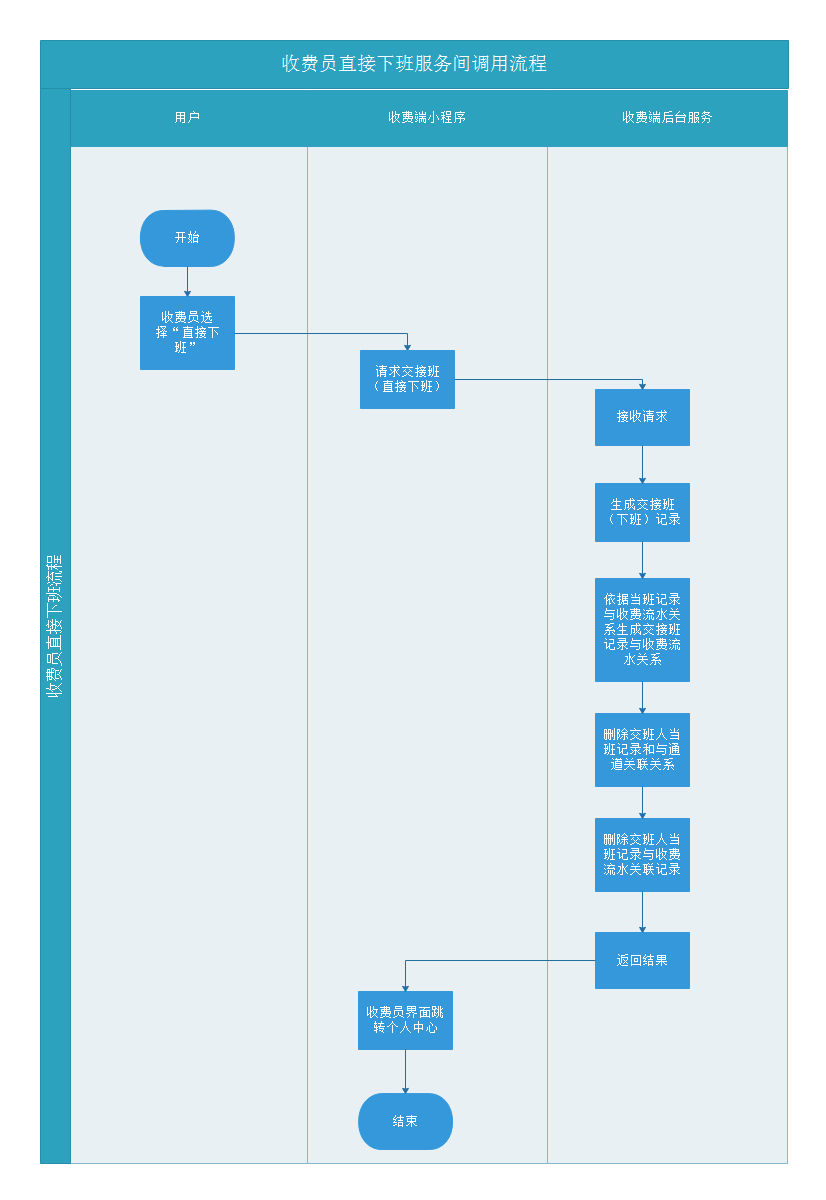 收费员直接下班服务间调用流程
用户
收费端小程序
收费端后台服务
收费员直接下班流程
开始
收费员选
择“直接下
班”
请求交接班
（直接下班）
接收请求
生成交接班
（下班）记录
依据当班记录
与收费流水关
系生成交接班
记录与收费流
水关系
删除交班人当
班记录和与通
道关联关系
删除交班人当
班记录与收费
流水关联记录
返回结果
收费员界面跳
转个人中心
结束